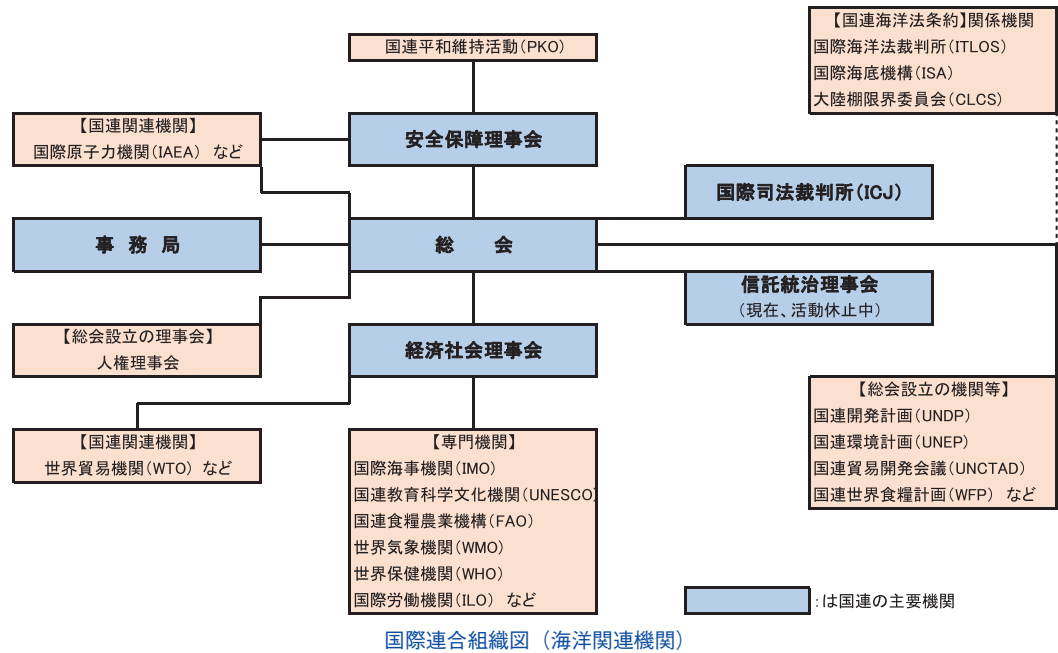 【国連海洋法条約】関係機関
国際海洋法裁判所(ITLOS)
国際海底機構(ISA)
大陸棚限界委員会(CLCS)
国連平和維持活動(PKO)
【国連関連機関】
国際原子力機関(IAEA) など
安全保障理事会
国際司法裁判所(ICJ)
事 務 局
総 会
信託統治理事会
(現在、活動休止中)
【総会設立の理事会】
人権理事会
経済社会理事会
【総会設立の機関等】
国連開発計画(UNDP)
国連環境計画(UNEP)
国連貿易開発会議(UNCTAD)
国連世界食糧計画(WFP) など
【国連関連機関】
世界貿易機関(WTO) など
【専門機関】
国際海事機関(IMO)
国連教育科学文化機関(UNESCO)
国連食糧農業機構(FAO)
世界気象機関(WMO)
世界保健機関(WHO)
国際労働機関(ILO) など
:は国連の主要機関
国際連合組織図(海洋関連機関)